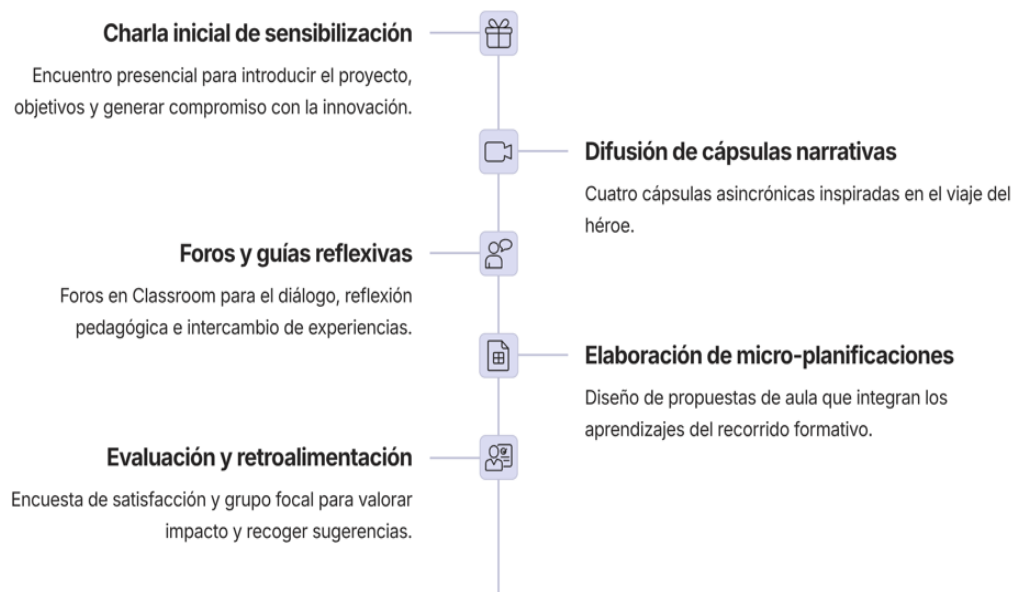 Charla inicial de sensibilización
Encuentro presencial para introducir el proyecto,
objetivos y generar compromiso con la innovación.
Difusión de cápsulas narrativas
Cuatro cápsulas asincrónicas inspiradas en el viaje del
héroe.
Foros y guías reflexivas
Foros en Classroom para el diálogo, reflexión
pedagógica e intercambio de experiencias.
Elaboración de micro-planificaciones
Diseño de propuestas de aula que integran los
aprendizajes del recorrido formativo.
Evaluación y retroalimentación
Encuesta de satisfacción y grupo focal para valorar
impacto y recoger sugerencias.